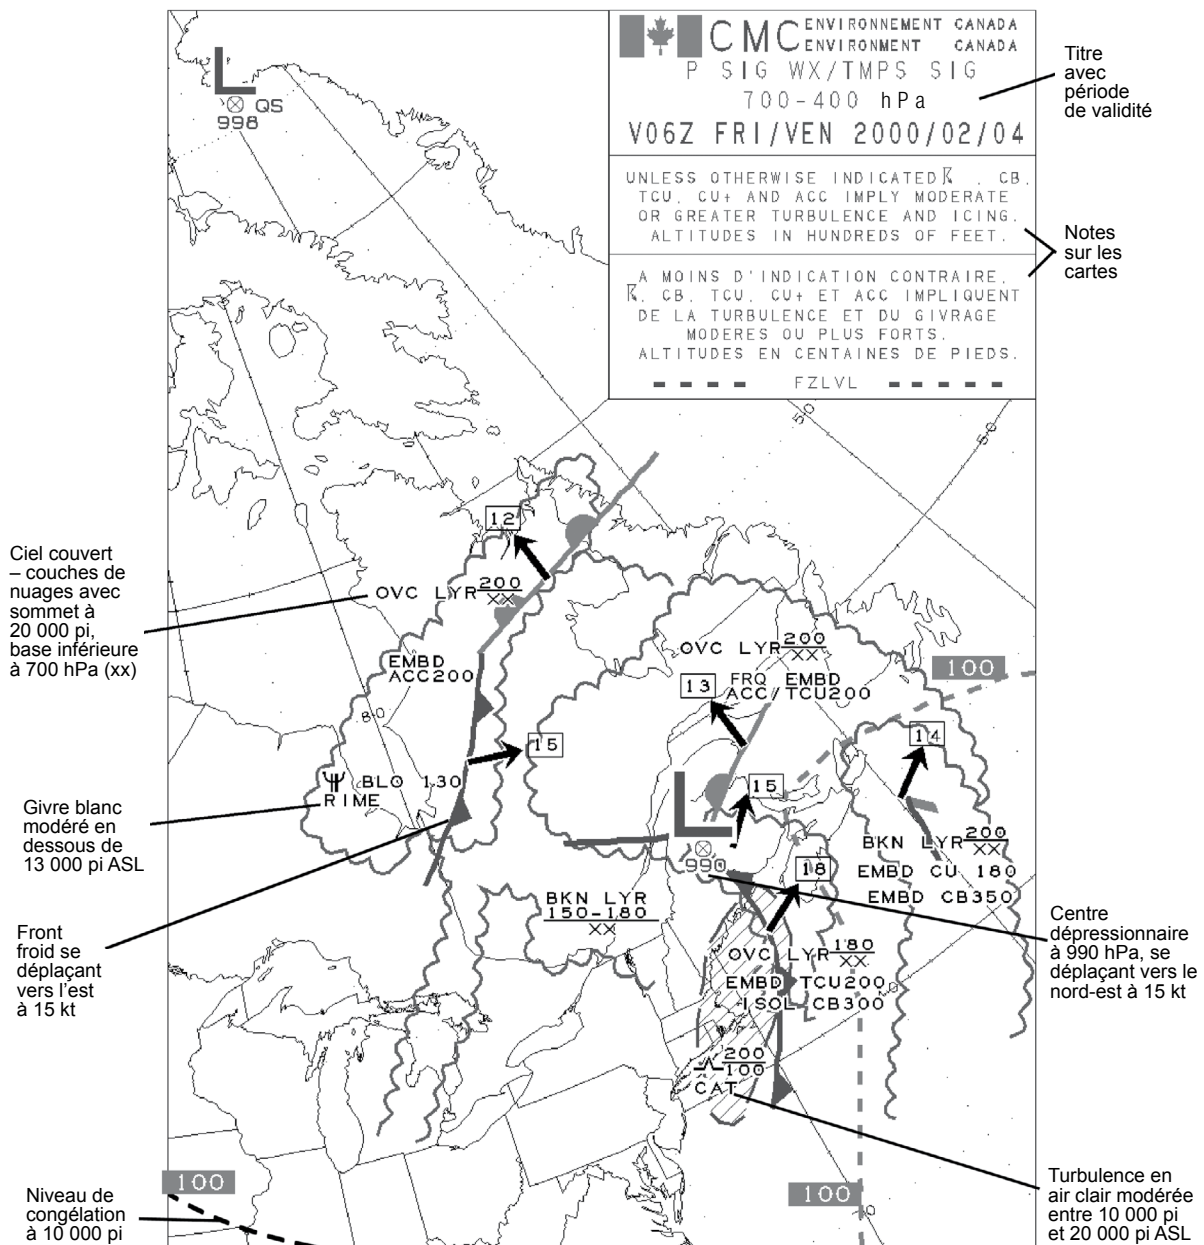 CMC ENVIRONNEMENT CANADA
ENVIRONMENT CANADA
P SIG WX/TMPS SIG
700-400 hPa
V06Z FRI/VEN 2000/02/04
UNLESS OTHERWISE INDICATED , CB,
TCU, CU+ AND ACC IMPLY MODERATE
OR GREATER TURBULENCE AND ICING.
ALTITUDES IN HUNDREDS OF FEET.
A MOINS D'INDICATION CONTRAIRE,
, CB, TCU, CU+ ET ACC IMPLIQUENT
DE LA TURBULENCE ET DU GIVRAGE
MODERES OU PLUS FORTS.
ALTITUDES EN CENTAINES DE PIEDS.
FZLVL
Titre
avec
période
de validité
Notes
sur les
cartes
L
QS
998
50
50
12
Ciel couvert
– couches de
nuages avec
sommet à
20 000 pi,
base inférieure
à 700 hPa (xx)
OVC LYR 200
XX
EMBD
ACC200
80
15
BLO 130
RIME
Givre blanc
modéré en
dessous de
13 000 pi ASL
Front
froid se
déplaçant
vers l'est
à 15 kt
OVC LYR 200
XX
100
13
FRQ EMBD
ACC/TCU200
14
15
L
990
18
BKN LYR 200
XX
EMBD CU 180
EMBD CB350
BKN LYR
150-180
XX
OVC LYR 180
XX
EMBD TCU200
ISOL CB300
200
100
CAT
Centre
dépressionnaire
à 990 hPa, se
déplaçant vers le
nord-est à 15 kt
Turbulence en
air clair modérée
entre 10 000 pi
et 20 000 pi ASL
100
100
Niveau de
congélation
à 10 000 pi